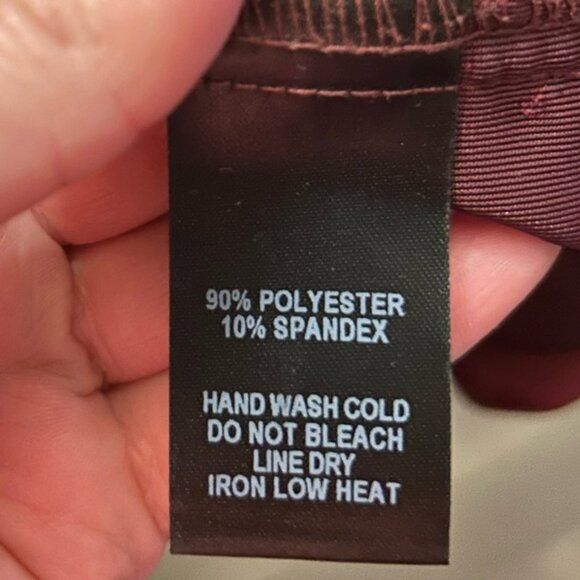 90% POLYESTER
10% SPANDEX
HAND WASH COLD
DO NOT BLEACH
LINE DRY
IRON LOW HEAT